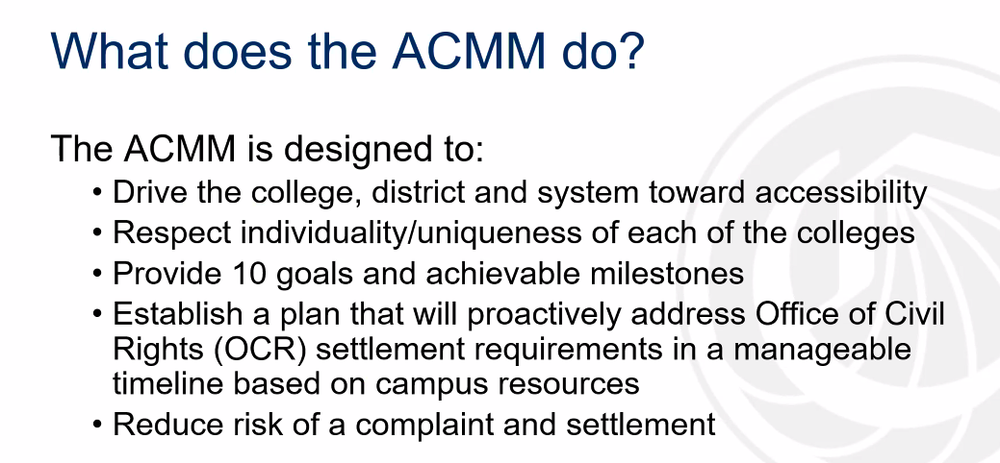 What does the ACMM do?
The ACMM is designed to:
• Drive the college, district and system toward accessibility
• Respect individuality/uniqueness of each of the colleges
• Provide 10 goals and achievable milestones
• Establish a plan that will proactively address Office of Civil
Rights (OCR) settlement requirements in a manageable
timeline based on campus resources
• Reduce risk of a complaint and settlement